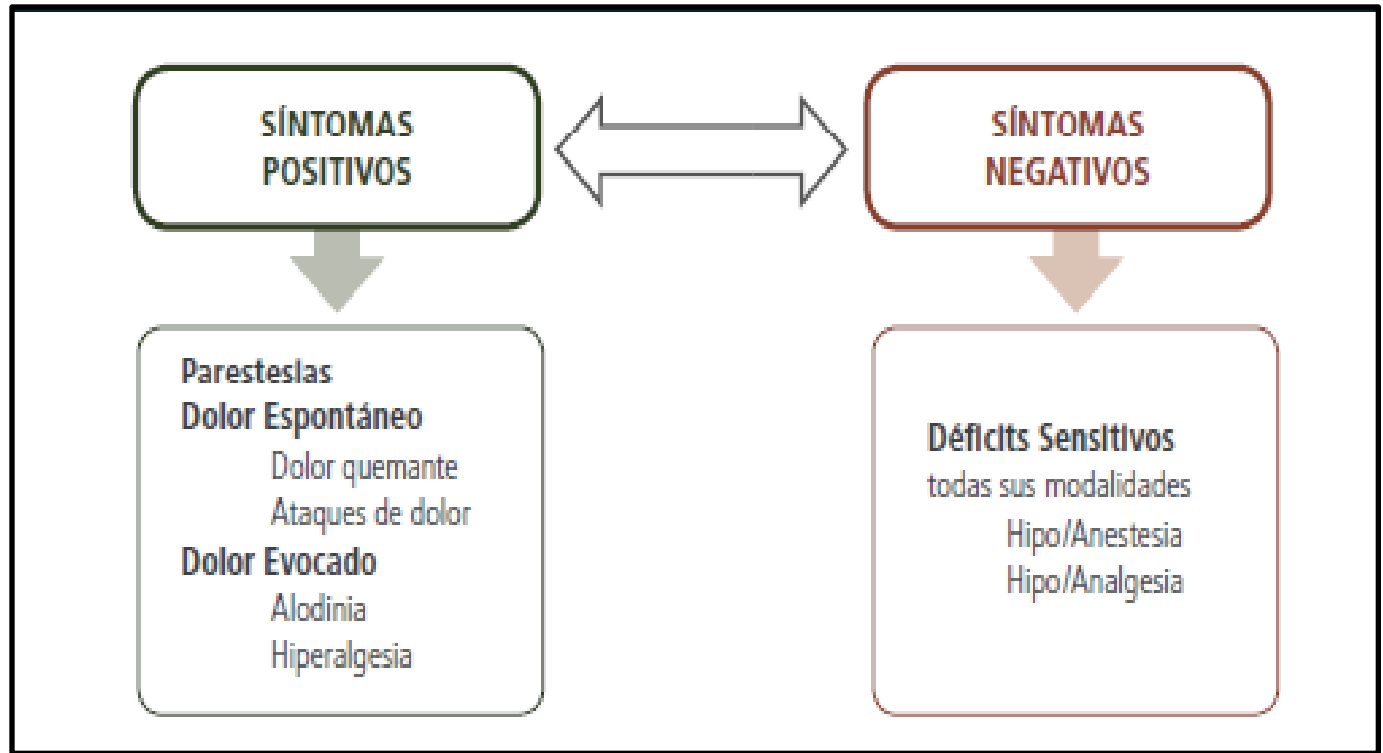 SÍNTOMAS
POSITIVOS
SÍNTOMAS
NEGATIVOS
Parestesias
Dolor Espontáneo
Dolor quemante
Ataques de dolor
Dolor Evocado
Alodinia
Hiperalgesia
Déficits Sensitivos
todas sus modalidades
Hipo/Anestesia
Hipo/Analgesia